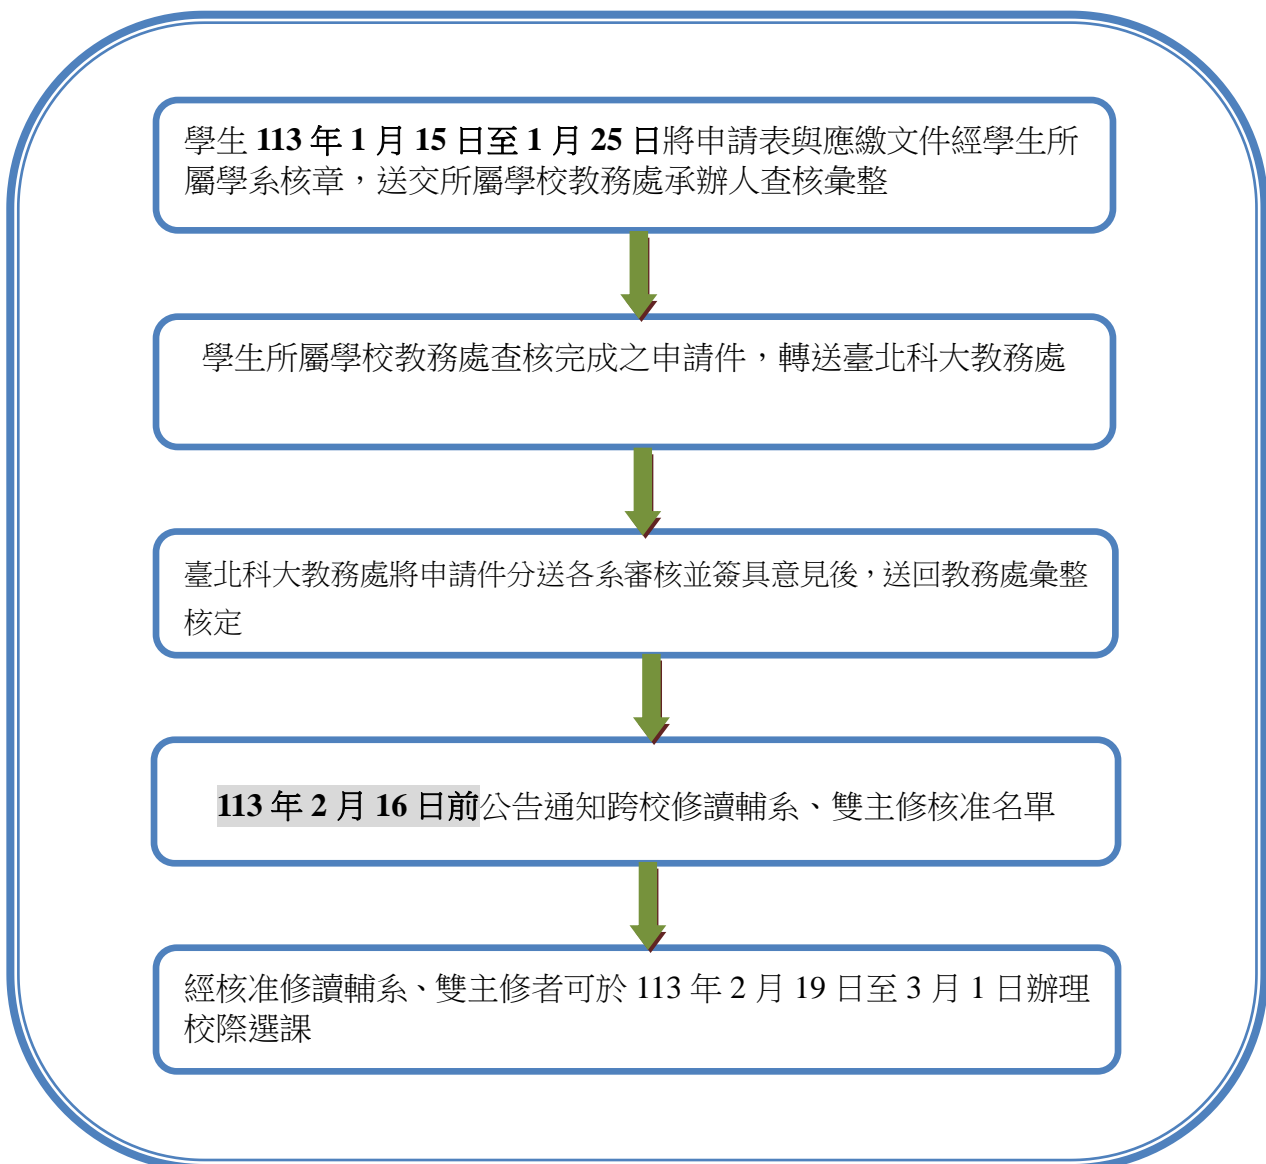 學生 113 年 1 月 15 日至 1 月 25 日將申請表與應繳文件經學生所
屬學系核章，送交所屬學校教務處承辦人查核彙整
學生所屬學校教務處查核完成之申請件，轉送臺北科大教務處
臺北科大教務處將申請件分送各系審核並簽具意見後，送回教務處彙整
核定
113 年 2 月 16 日前公告通知跨校修讀輔系、雙主修核准名單
經核准修讀輔系、雙主修者可於 113 年 2 月 19 日至 3 月 1 日辦理
校際選課